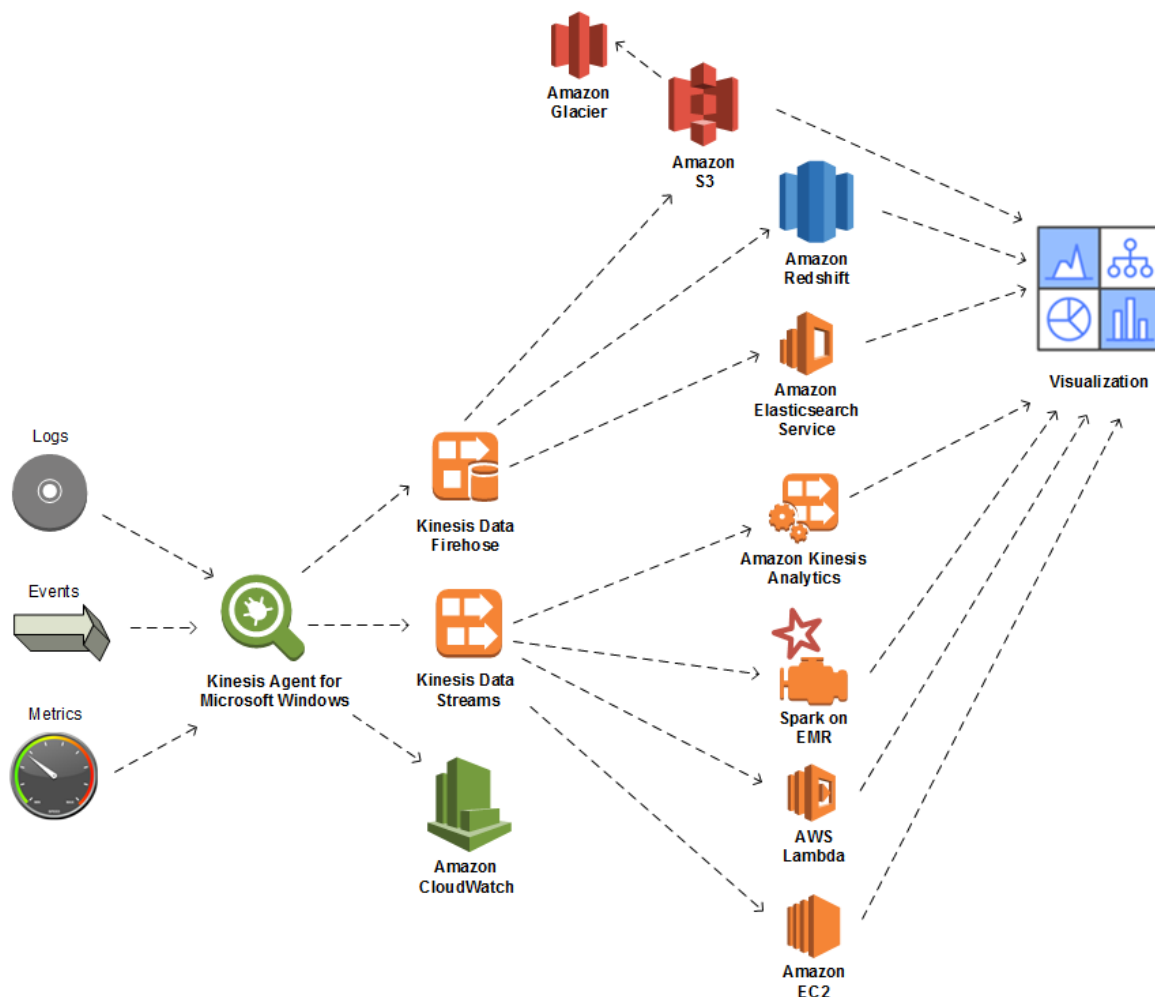 Amazon
Glacier
Amazon
S3
Amazon
Redshift
Visualization
Amazon
Elasticsearch
Service
Logs
Kinesis Data
Firehose
Amazon Kinesis
Analytics
Events
Kinesis Agent for
Microsoft Windows
Kinesis Data
Streams
Metrics
Spark on
EMR
AWS
Lambda
Amazon
CloudWatch
Amazon
EC2